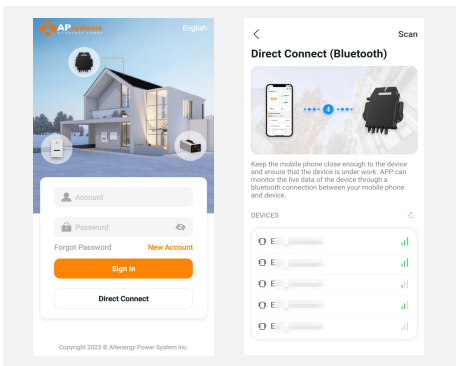 APsystems
ALTENERGY POWER
English
Account
Password
Forgot Password
New Account
Sign In
Direct Connect
Copyright 2023 © Altenergy Power System Inc.
Scan
Direct Connect (Bluetooth)
Keep the mobile phone close enough to the device
and ensure that the device is under work. APP can
monitor the live data of the device through a
bluetooth connection between your mobile phone
and device.
DEVICES
E
E
E
E
E